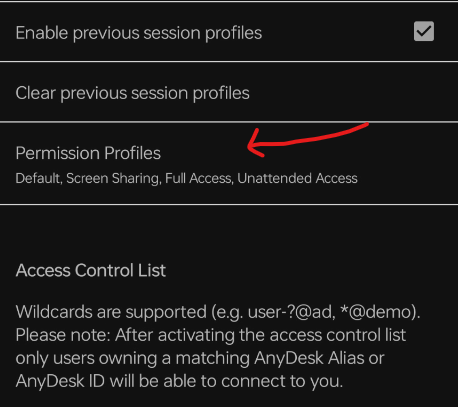 Enable previous session profiles
Clear previous session profiles
Permission Profiles
Default, Screen Sharing, Full Access, Unattended Access
Access Control List
Wildcards are supported (e.g. user-?@ad, *@demo).
Please note: After activating the access control list
only users owning a matching AnyDesk Alias or
AnyDesk ID will be able to connect to you.